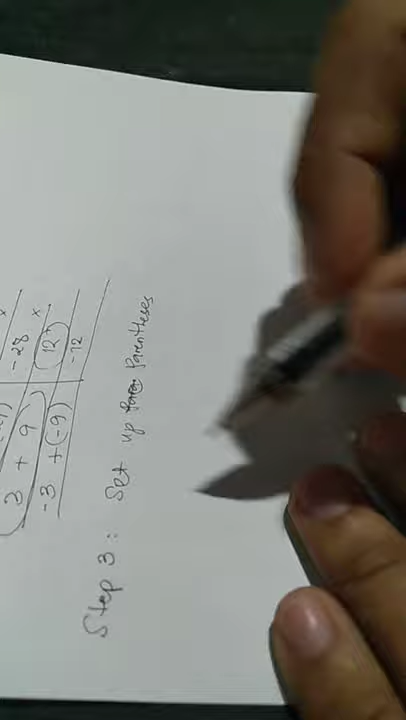 -28 x
3 + 9 12 x
-3 + (-9) -12
Step 3: Set up Parentheses